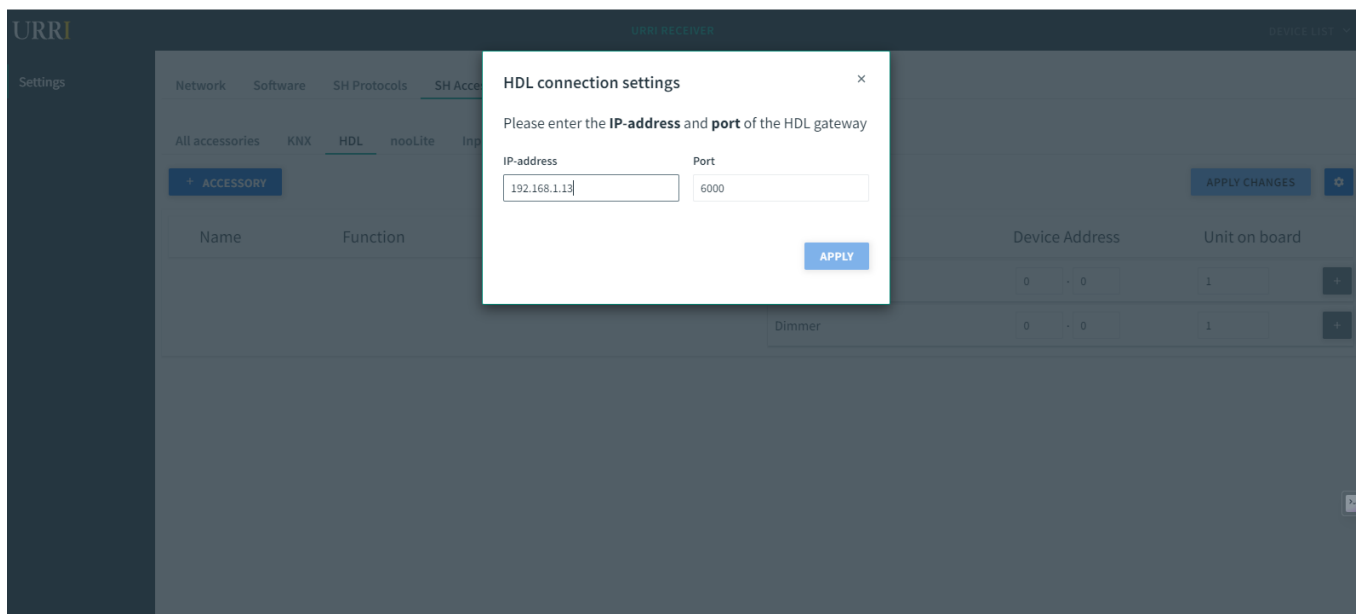 URRI
URRI RECEIVER
DEVICE LIST
Settings
Network Software SH Protocols SH Acce
All accessories KNX HDL nooLite Inp
+ ACCESSORY
APPLY CHANGES
HDL connection settings
×
Please enter the IP-address and port of the HDL gateway
IP-address Port
192.168.1.13 6000
APPLY
Name Function Device Address Unit on board
0 - 0 1 +
Dimmer 0 - 0 1 +